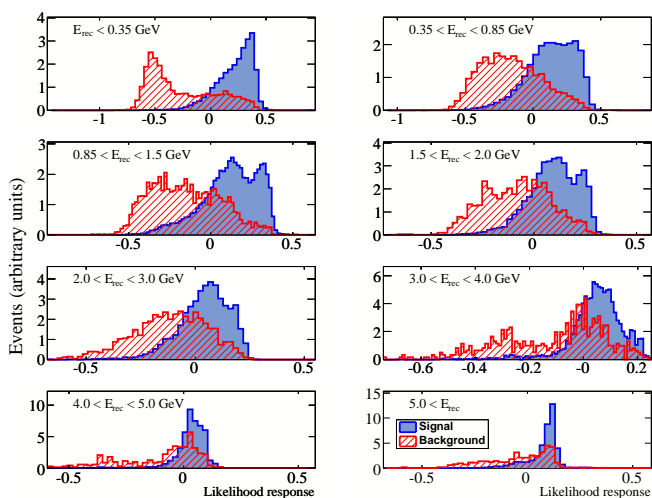 Events (arbitrary units)
E_rec < 0.35 GeV
4
3
2
1
0
-1 -0.5 0 0.5
0.35 < E_rec < 0.85 GeV
3
2
1
0
-1 -0.5 0 0.5
0.85 < E_rec < 1.5 GeV
3
2
1
0
-0.5 0 0.5
1.5 < E_rec < 2.0 GeV
4
3
2
1
0
-0.5 0 0.5
2.0 < E_rec < 3.0 GeV
4
3
2
1
0
-0.5 0 0.5
3.0 < E_rec < 4.0 GeV
6
4
2
0
-0.6 -0.4 -0.2 -0 0.2
4.0 < E_rec < 5.0 GeV
10
5
0
-0.5 0 0.5
Likelihood response
5.0 < E_rec
15
10
5
0
Signal
Background
-0.5 0 0.5
Likelihood response